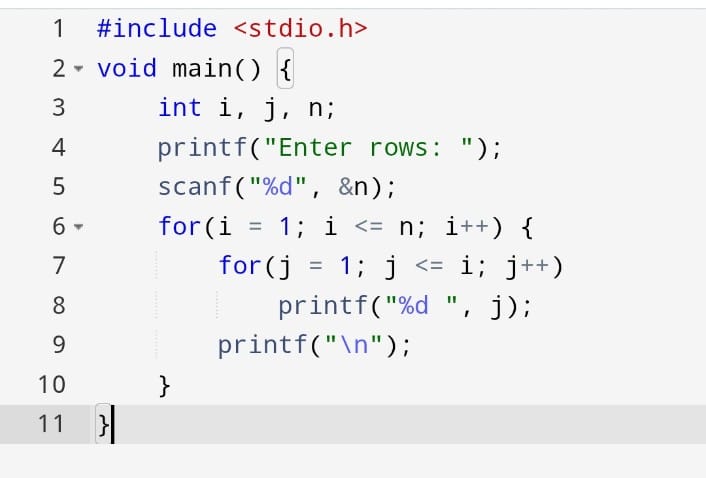 1 #include <stdio.h>
2 void main() {
3     int i, j, n;
4     printf("Enter rows: ");
5     scanf("%d", &n);
6     for(i = 1; i <= n; i++) {
7         for(j = 1; j <= i; j++)
8             printf("%d ", j);
9         printf("\n");
10     }
11 }